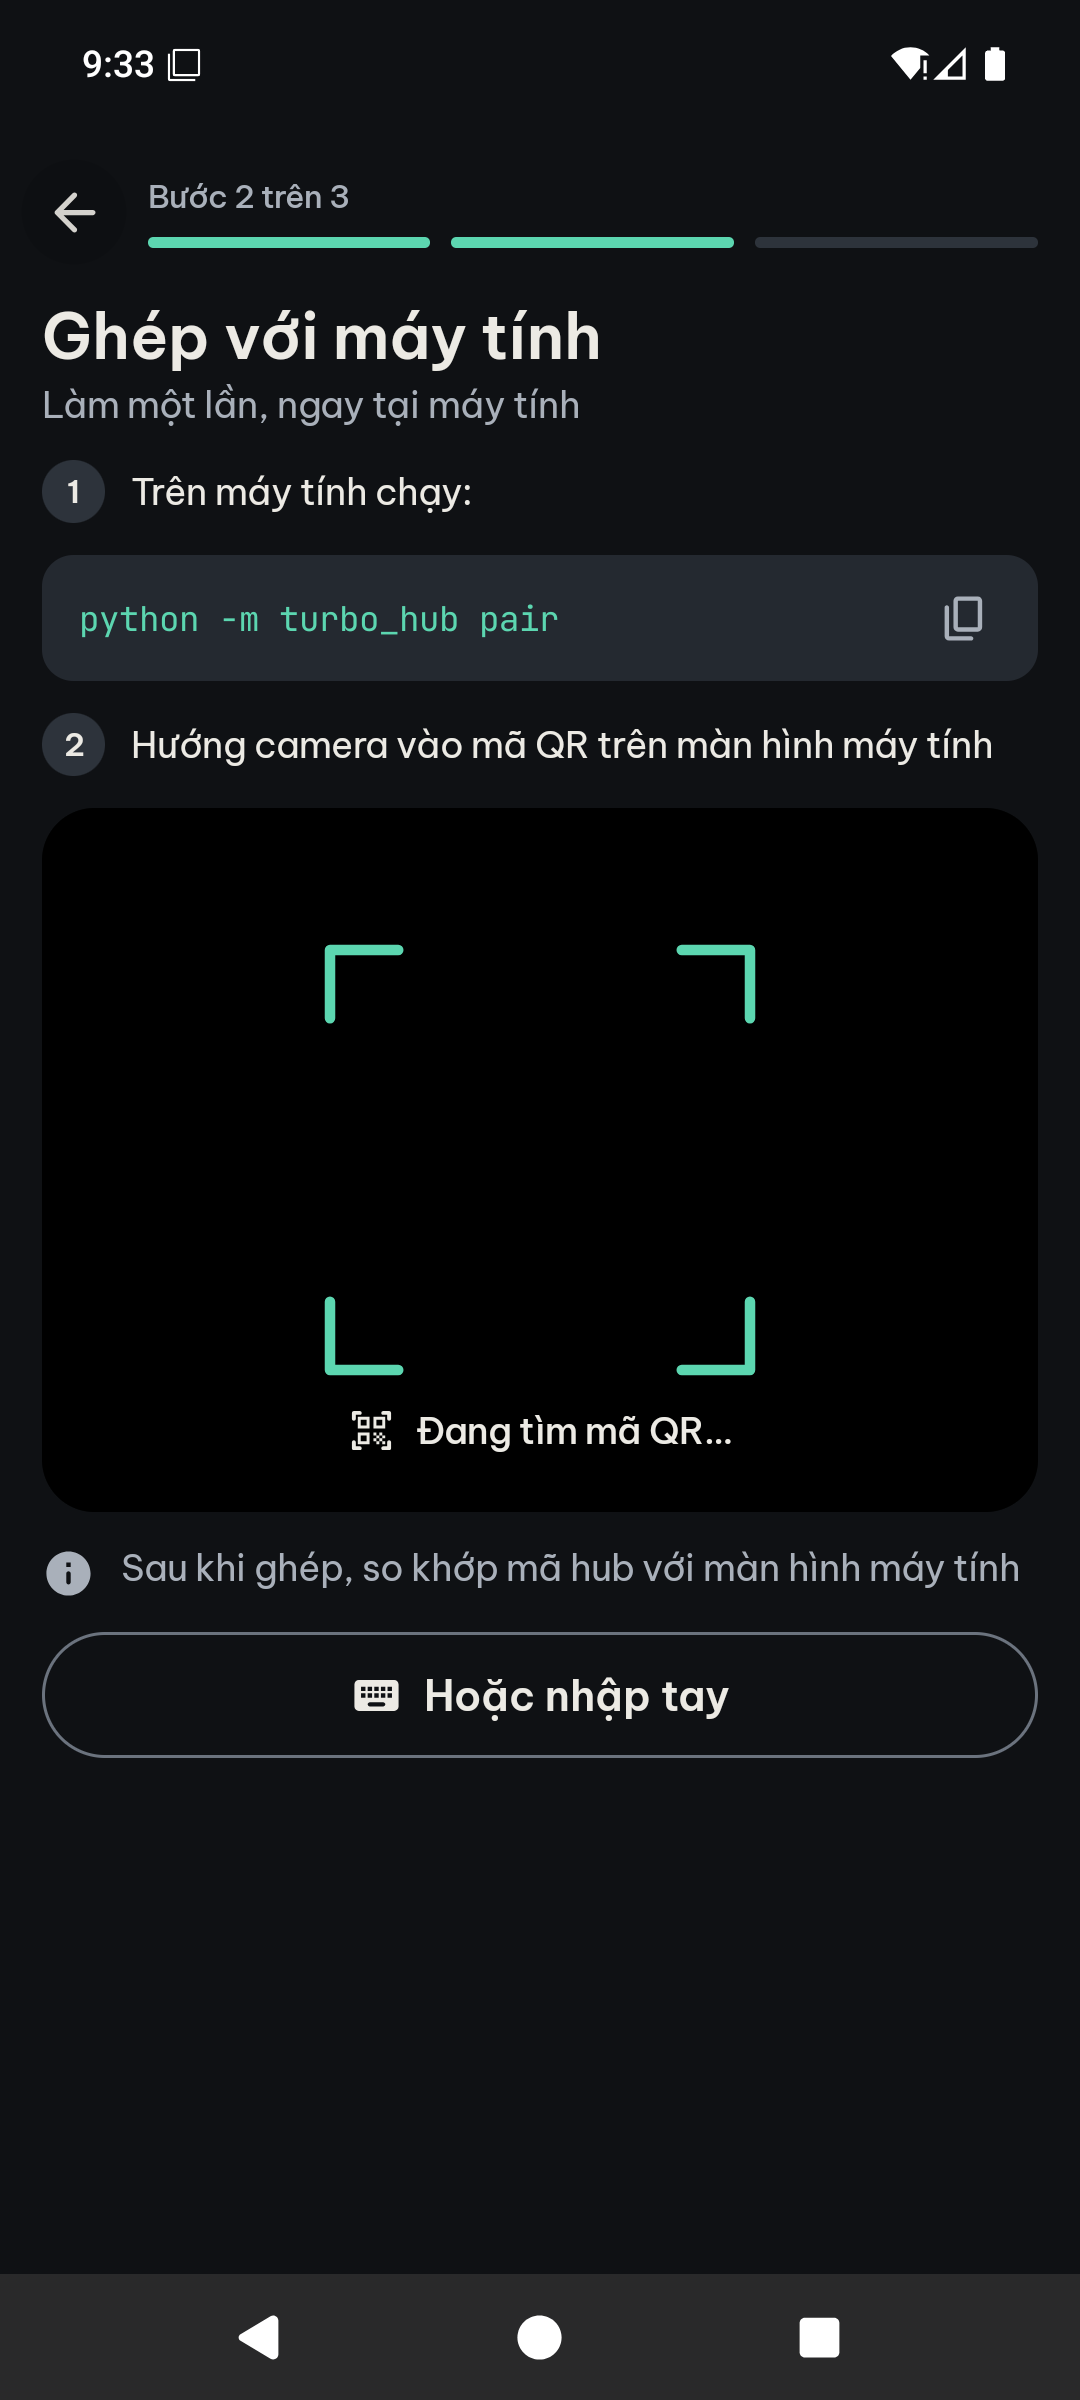 9:33
Bước 2 trên 3
Ghép với máy tính
Làm một lần, ngay tại máy tính
1 Trên máy tính chạy:
python -m turbo_hub pair
2 Hướng camera vào mã QR trên màn hình máy tính
Đang tìm mã QR...
Sau khi ghép, so khớp mã hub với màn hình máy tính
Hoặc nhập tay